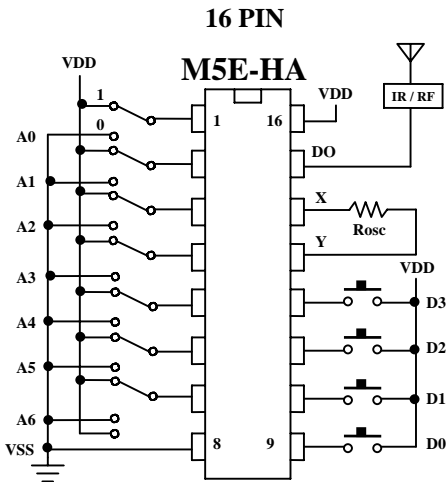 16 PIN
M5E-HA
VDD
VDD
IR / RF
1
0
1
16
A0
DO
A1
X
Rosc
A2
Y
VDD
A3
D3
A4
D2
A5
D1
A6
VSS
8
9
D0